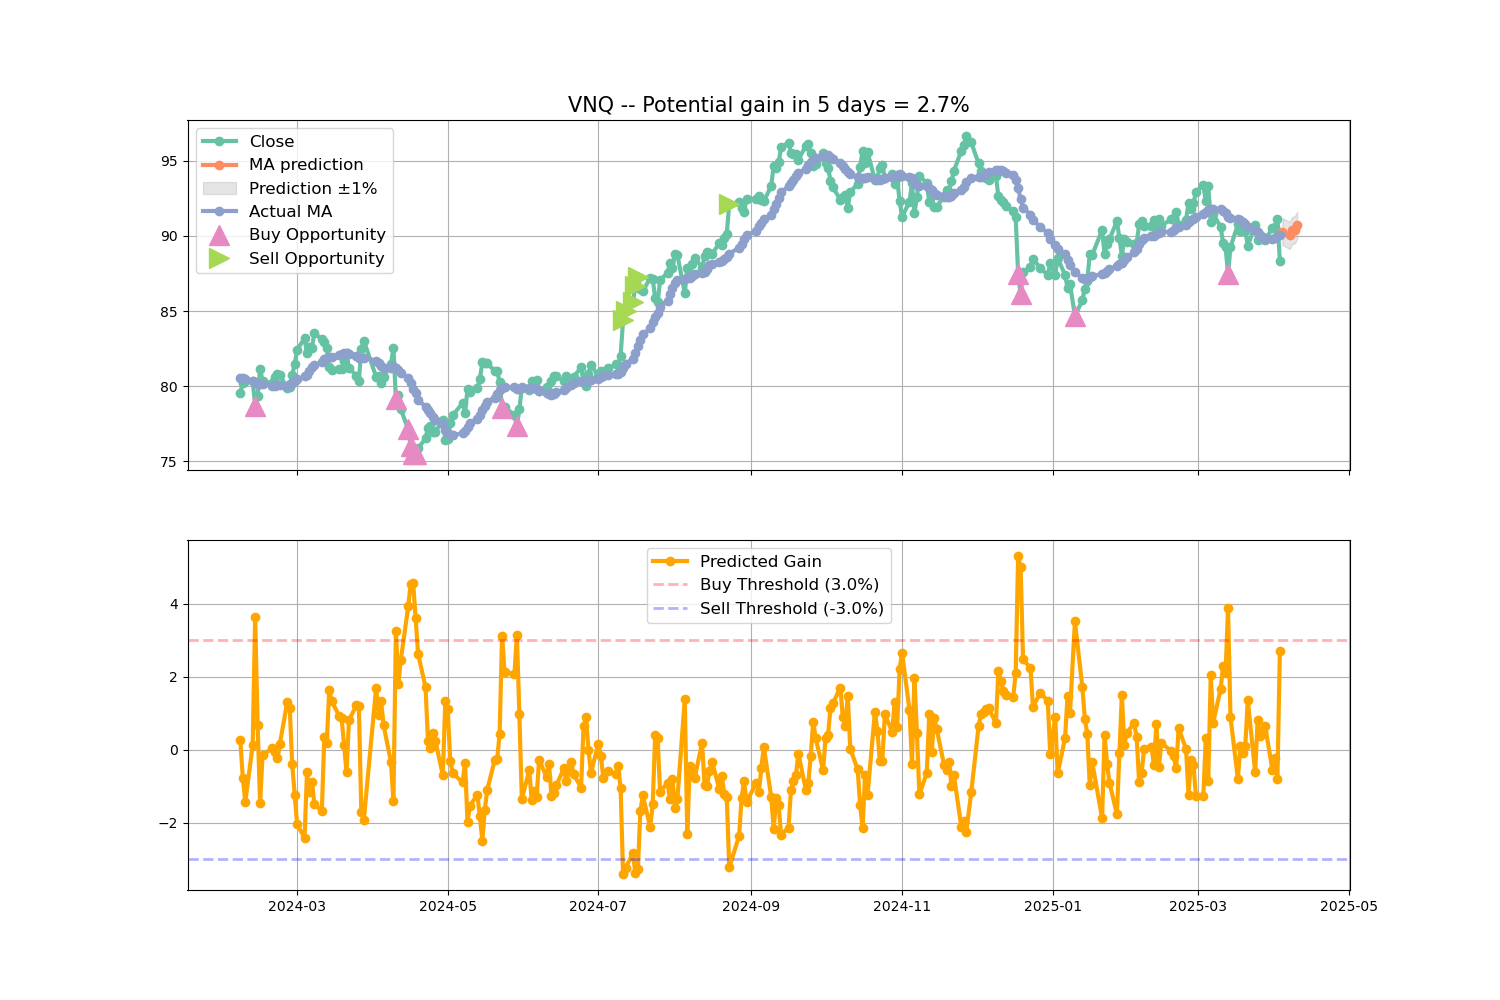 VNQ -- Potential gain in 5 days = 2.7%
Close
MA prediction
Prediction ±1%
Actual MA
Buy Opportunity
Sell Opportunity
95
90
85
80
75
Predicted Gain
Buy Threshold (3.0%)
Sell Threshold (-3.0%)
4
2
0
−2
2024-03 2024-05 2024-07 2024-09 2024-11 2025-01 2025-03 2025-05